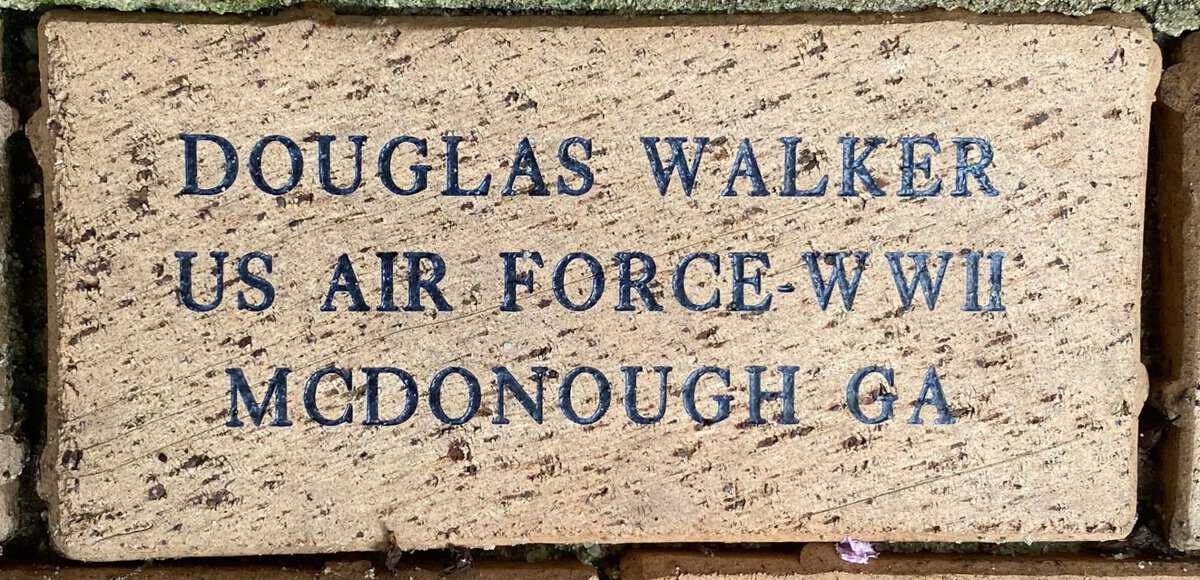 DOUGLAS WALKER
US AIR FORCE-WWII
MCDONOUGH GA